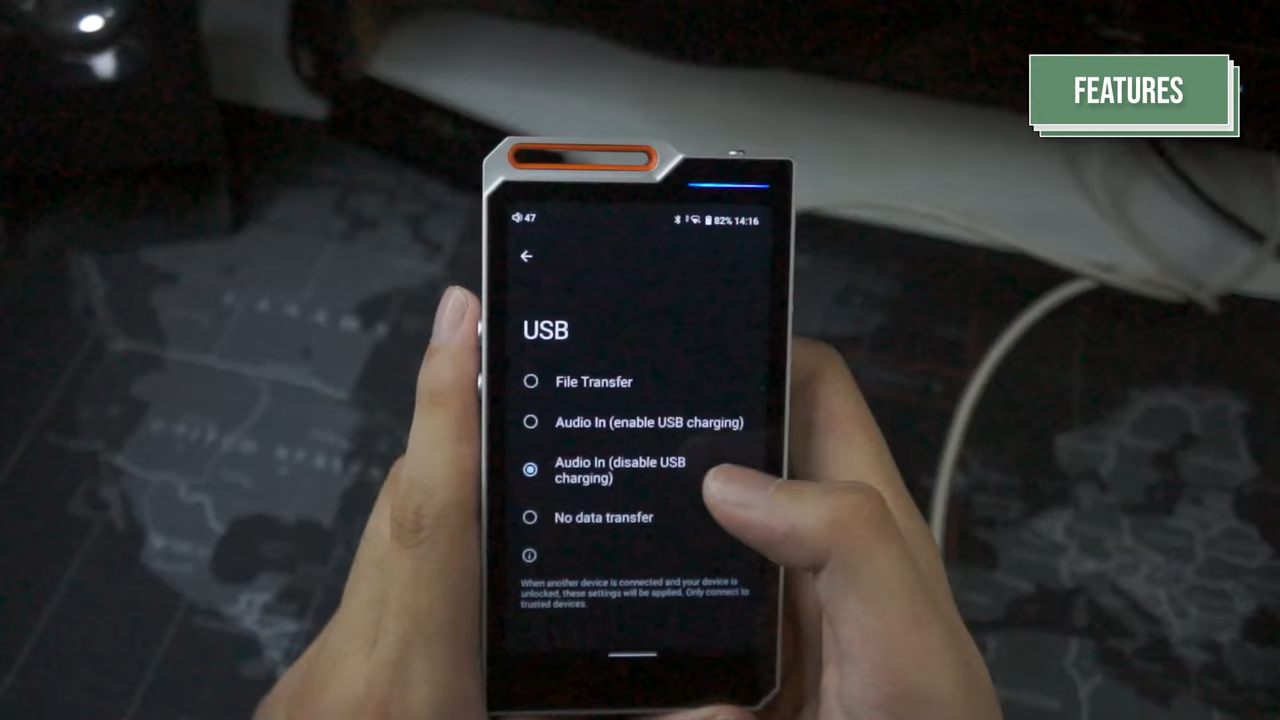 FEATURES
47
82% 14:16
USB
File Transfer
Audio In (enable USB charging)
Audio In (disable USB
charging)
No data transfer
When another device is connected and your device is
unlocked, these settings will be applied. Only connect to
trusted devices.